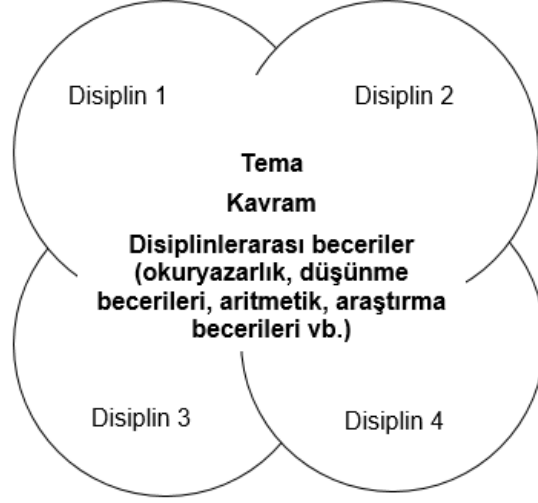 Disiplin 1
Disiplin 2
Tema
Kavram
Disiplinlerarası beceriler
(okuryazarlık, düşünme
becerileri, aritmetik, araştırma
becerileri vb.)
Disiplin 3
Disiplin 4